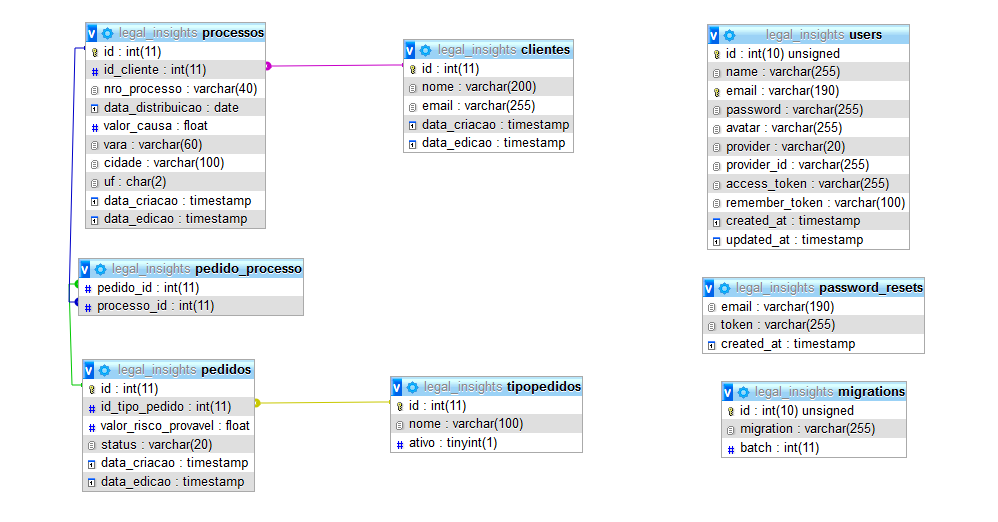 legal_insights processos
id : int(11)
id_cliente : int(11)
nro_processo : varchar(40)
data_distribuicao : date
valor_causa : float
vara : varchar(60)
cidade : varchar(100)
uf : char(2)
data_criacao : timestamp
data_edicao : timestamp
legal_insights clientes
id : int(11)
nome : varchar(200)
email : varchar(255)
data_criacao : timestamp
data_edicao : timestamp
legal_insights users
id : int(10) unsigned
name : varchar(255)
email : varchar(190)
password : varchar(255)
avatar : varchar(255)
provider : varchar(20)
provider_id : varchar(255)
access_token : varchar(255)
remember_token : varchar(100)
created_at : timestamp
updated_at : timestamp
legal_insights pedido_processo
pedido_id : int(11)
processo_id : int(11)
legal_insights password_resets
email : varchar(190)
token : varchar(255)
created_at : timestamp
legal_insights pedidos
id : int(11)
id_tipo_pedido : int(11)
valor_risco_provavel : float
status : varchar(20)
data_criacao : timestamp
data_edicao : timestamp
legal_insights tipopedidos
id : int(11)
nome : varchar(100)
ativo : tinyint(1)
legal_insights migrations
id : int(10) unsigned
migration : varchar(255)
batch : int(11)